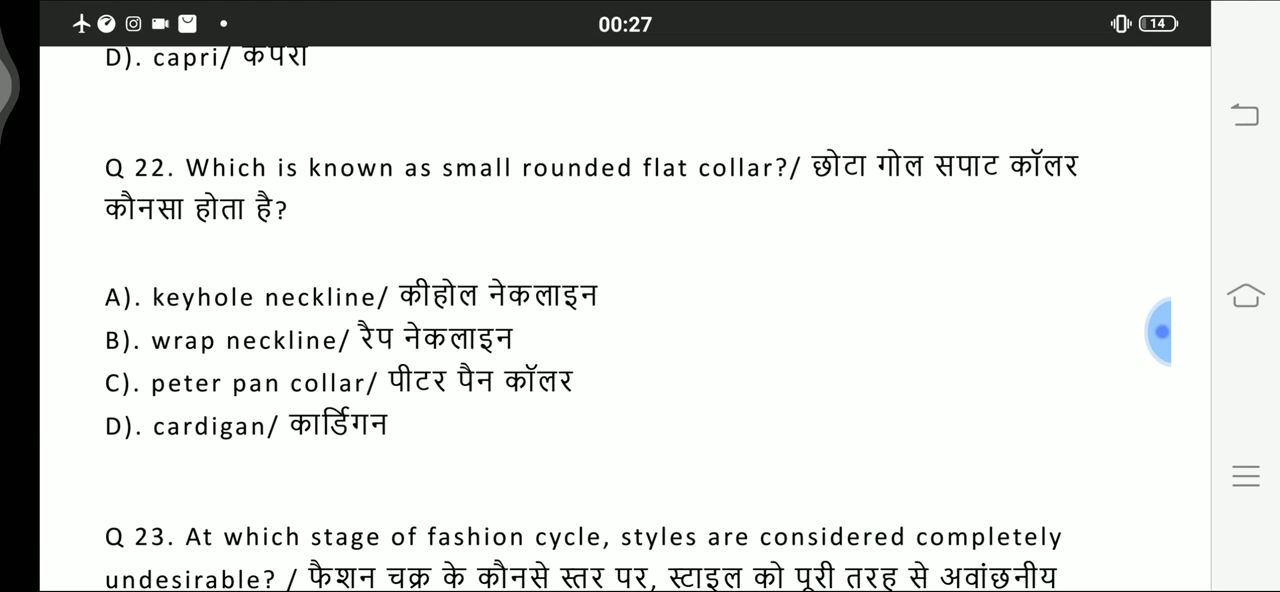 00:27
14
D). capri/ कपरी
Q 22. Which is known as small rounded flat collar?/ छोटा गोल सपाट कॉलर
कौनसा होता है?
A). keyhole neckline/ कीहोल नेकलाइन
B). wrap neckline/ रैप नेकलाइन
C). peter pan collar/ पीटर पैन कॉलर
D). cardigan/ कार्डिगन
Q 23. At which stage of fashion cycle, styles are considered completely
undesirable? / फैशन चक्र के कौनसे स्तर पर, स्टाइल को पूरी तरह से अवांछनीय